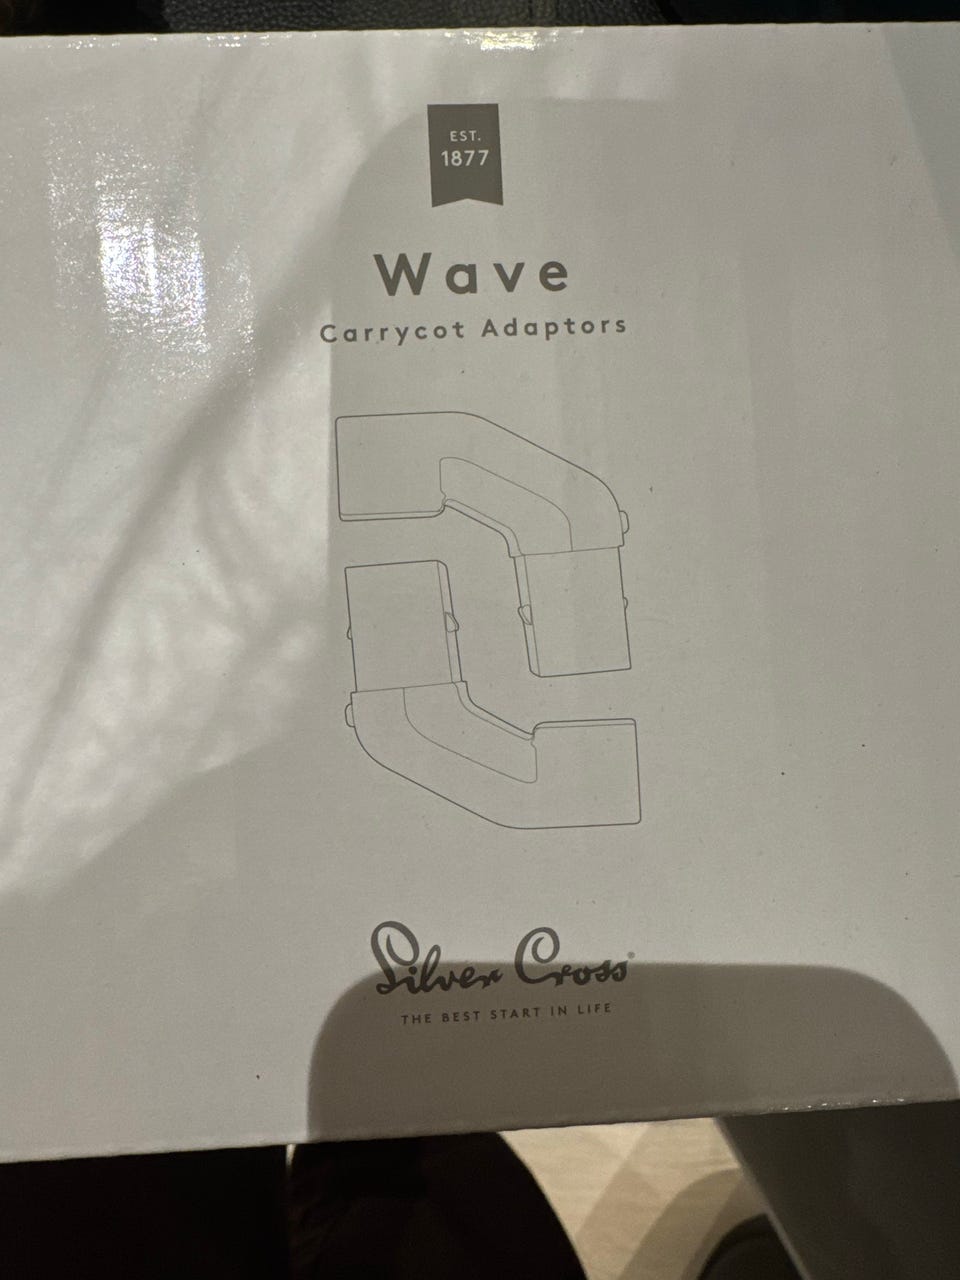 EST.
1877
Wave
Carrycot Adaptors
Silver Cross
THE BEST START IN LIFE